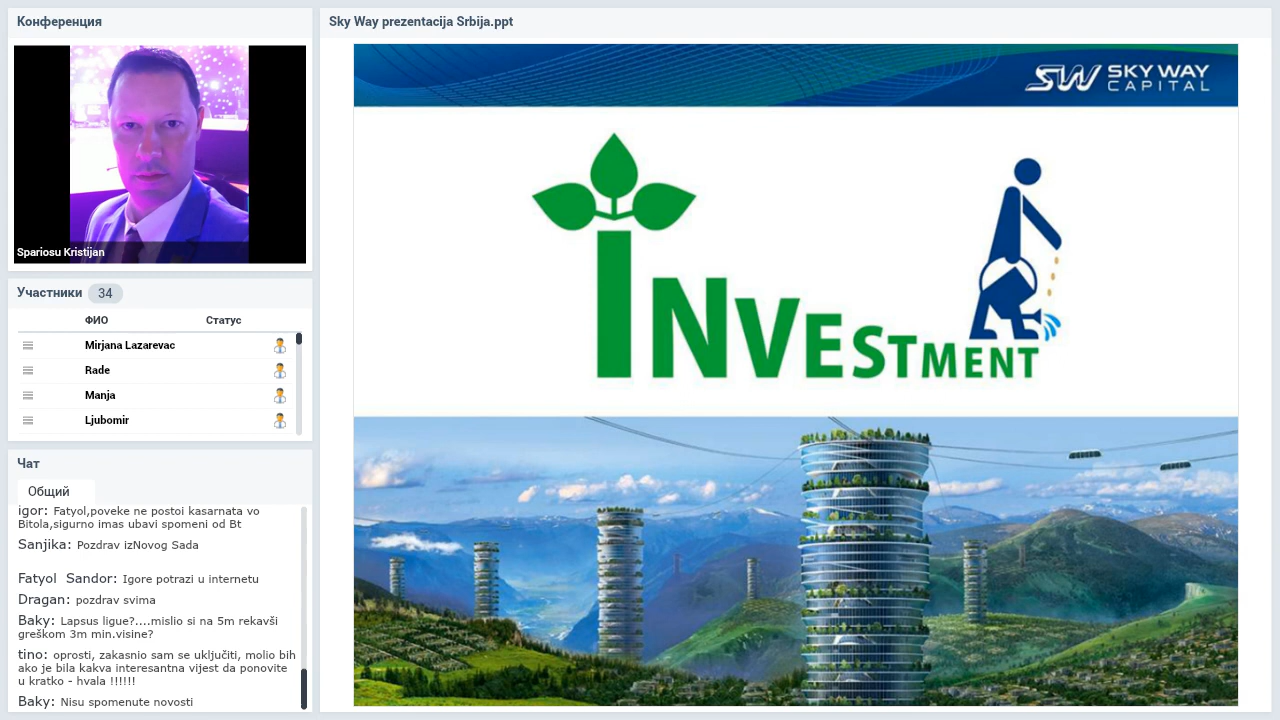 Конференция
Spariosu Kristijan
Участники 34
ФИО Статус
Mirjana Lazarevac
Rade
Manja
Ljubomir
Чат
Общий
igor: Fatyol,poveke ne postoi kasarnata vo
Bitola,sigurno imas ubavi spomeni od Bt
Sanjika: Pozdrav izNovog Sada
Fatyol Sandor: Igore potrazi u internetu
Dragan: pozdrav svima
Baky: Lapsus ligue?....mislio si na 5m rekavši
greškom 3m min.visine?
tino: oprosti, zakasnio sam se uključiti, molio bih
ako je bila kakva interesantna vijest da ponovite
u kratko - hvala !!!!!!
Baky: Nisu spomenute novosti
Sky Way prezentacija Srbija.ppt
SW SKY WAY
CAPITAL
INVESTMENT